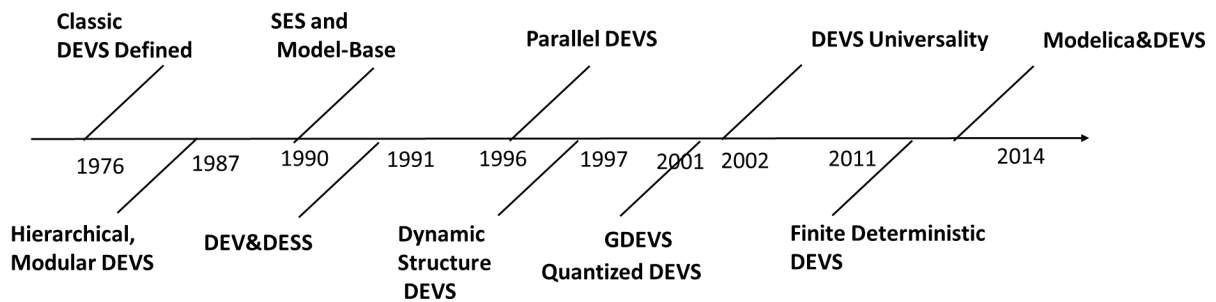 Classic
DEVS Defined
SES and
Model-Base
Parallel DEVS
DEVS Universality
Modelica&DEVS
1976
1987
1990
1991
1996
1997
2001
2002
2011
2014
Hierarchical,
Modular DEVS
DEV&DESS
Dynamic
Structure
DEVS
GDEVS
Quantized DEVS
Finite Deterministic
DEVS